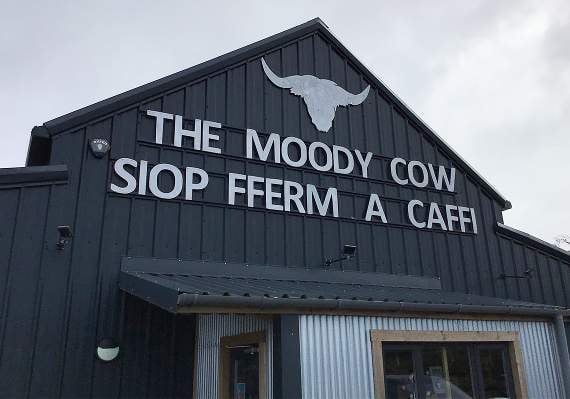 THE MOODY COW
SIOP FFERM A CAFFI